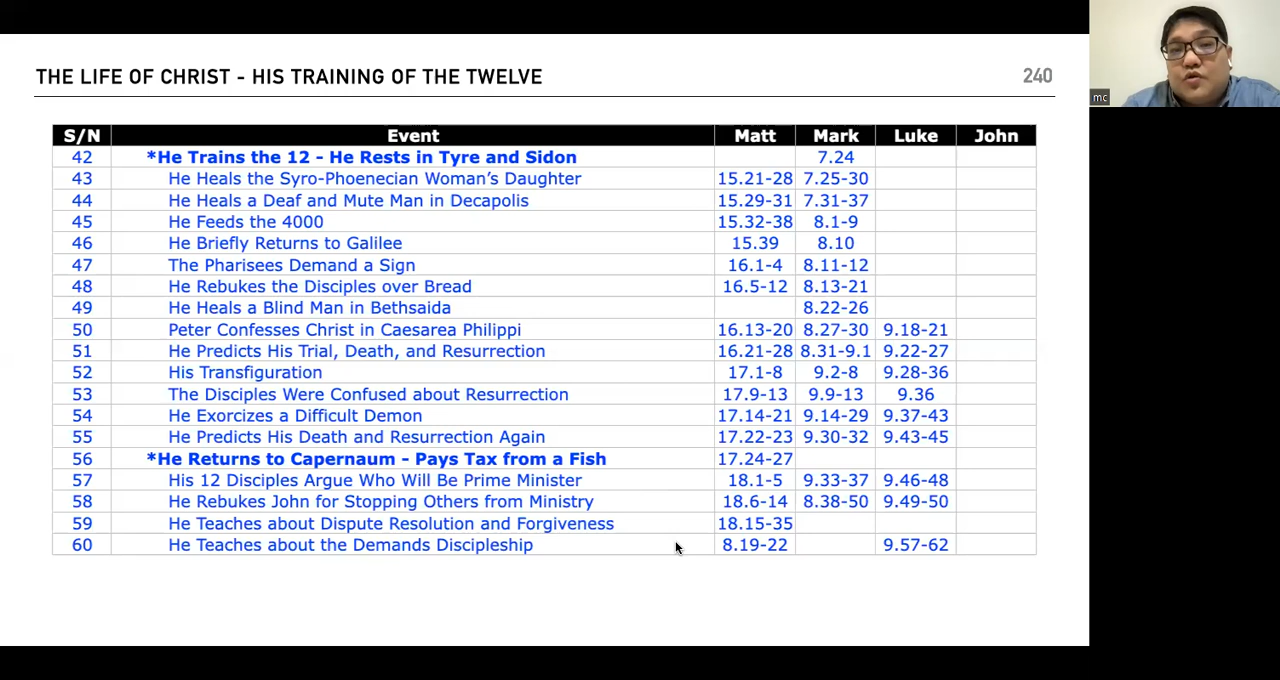 THE LIFE OF CHRIST - HIS TRAINING OF THE TWELVE 240
mc
S/N Event Matt Mark Luke John
42 *He Trains the 12 - He Rests in Tyre and Sidon 7.24
43 He Heals the Syro-Phoenecian Woman's Daughter 15.21-28 7.25-30
44 He Heals a Deaf and Mute Man in Decapolis 15.29-31 7.31-37
45 He Feeds the 4000 15.32-38 8.1-9
46 He Briefly Returns to Galilee 15.39 8.10
47 The Pharisees Demand a Sign 16.1-4 8.11-12
48 He Rebukes the Disciples over Bread 16.5-12 8.13-21
49 He Heals a Blind Man in Bethsaida 8.22-26
50 Peter Confesses Christ in Caesarea Philippi 16.13-20 8.27-30 9.18-21
51 He Predicts His Trial, Death, and Resurrection 16.21-28 8.31-9.1 9.22-27
52 His Transfiguration 17.1-8 9.2-8 9.28-36
53 The Disciples Were Confused about Resurrection 17.9-13 9.9-13 9.36
54 He Exorcizes a Difficult Demon 17.14-21 9.14-29 9.37-43
55 He Predicts His Death and Resurrection Again 17.22-23 9.30-32 9.43-45
56 *He Returns to Capernaum - Pays Tax from a Fish 17.24-27
57 His 12 Disciples Argue Who Will Be Prime Minister 18.1-5 9.33-37 9.46-48
58 He Rebukes John for Stopping Others from Ministry 18.6-14 8.38-50 9.49-50
59 He Teaches about Dispute Resolution and Forgiveness 18.15-35
60 He Teaches about the Demands Discipleship 8.19-22 9.57-62